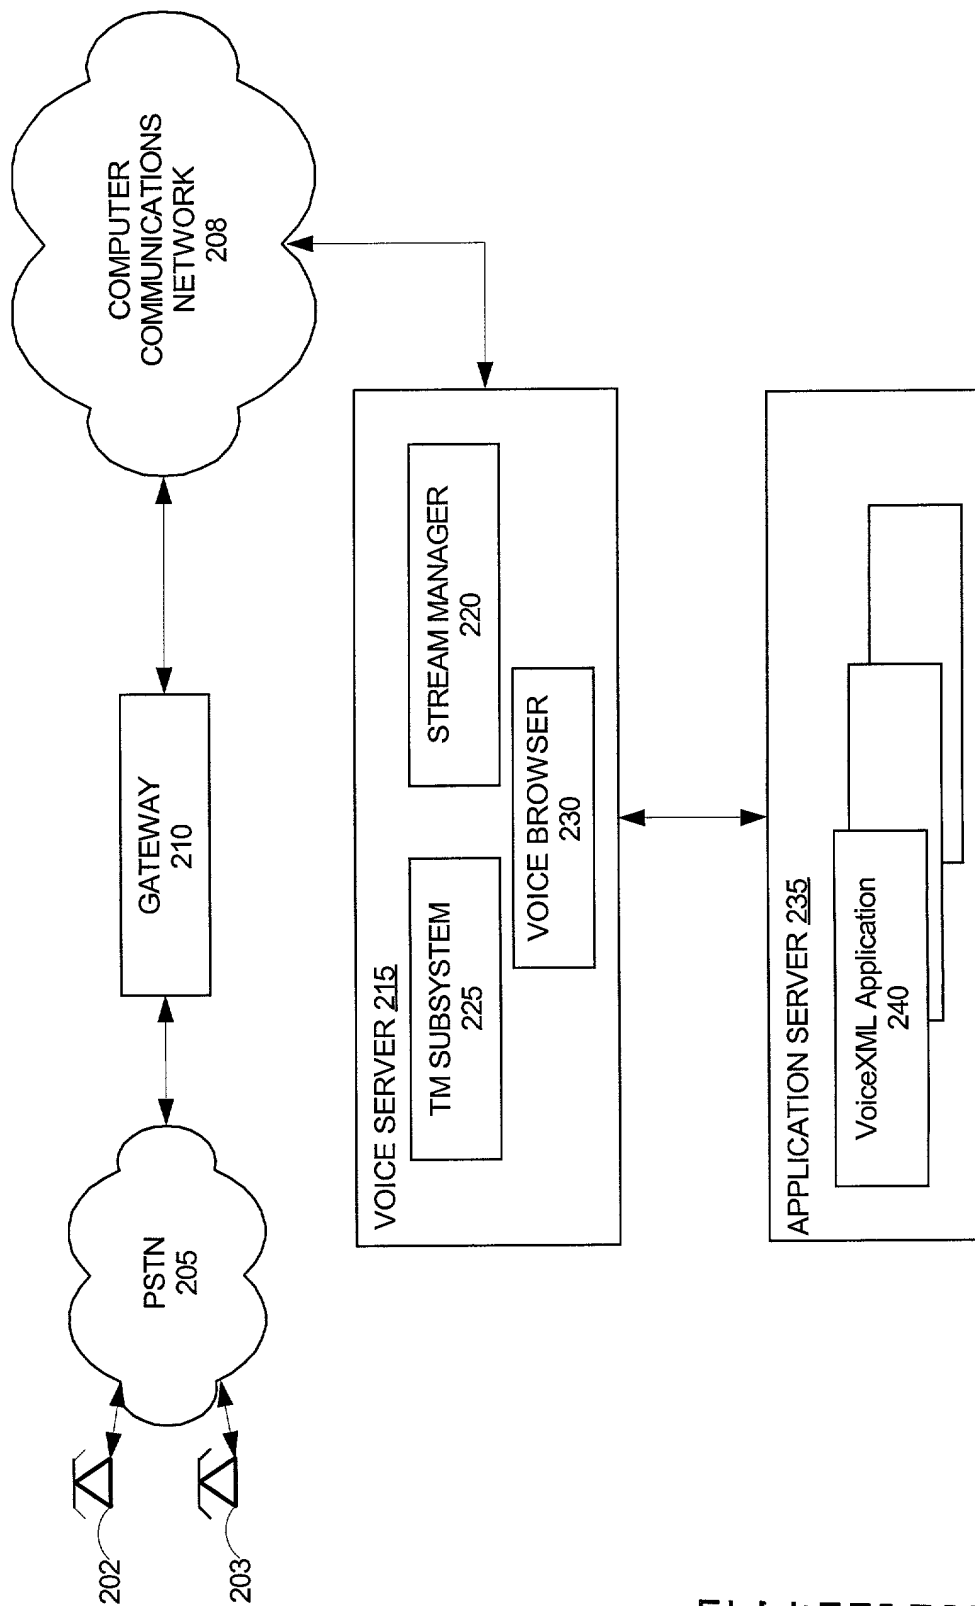 202
203
PSTN
205
GATEWAY
210
COMPUTER
COMMUNICATIONS
NETWORK
208
VOICE SERVER 215
TM SUBSYSTEM
225
STREAM MANAGER
220
VOICE BROWSER
230
APPLICATION SERVER 235
VoiceXML Application
240